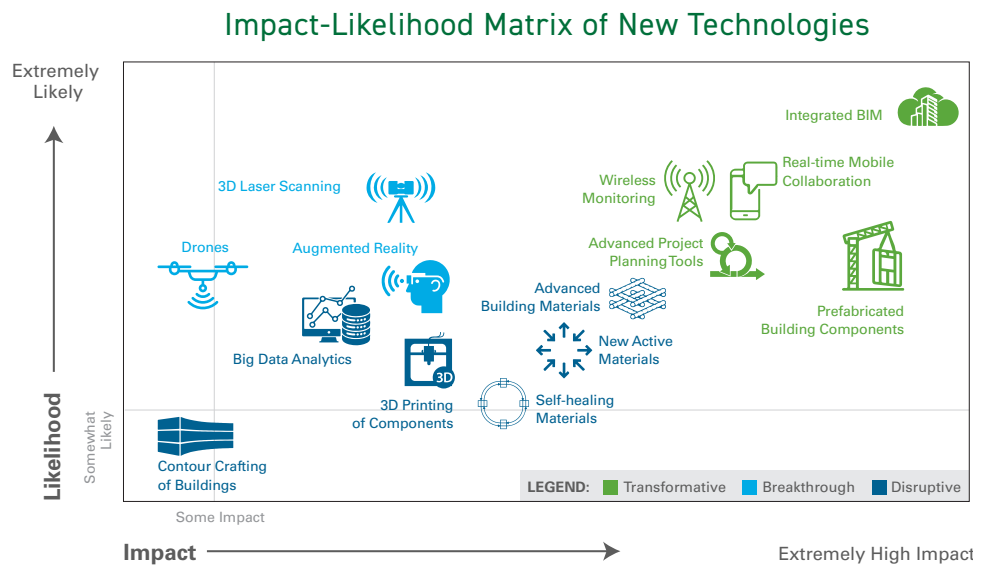 Impact-Likelihood Matrix of New Technologies
Extremely
Likely
Integrated BIM
Real-time Mobile
Collaboration
Wireless
Monitoring
3D Laser Scanning
Drones
Augmented Reality
Advanced Project
Planning Tools
Advanced
Building Materials
Prefabricated
Building Components
Big Data Analytics
New Active
Materials
3D
3D Printing
of Components
Self-healing
Materials
Likelihood
Somewhat
Likely
Contour Crafting
of Buildings
LEGEND: Transformative Breakthrough Disruptive
Some Impact
Impact
Extremely High Impact